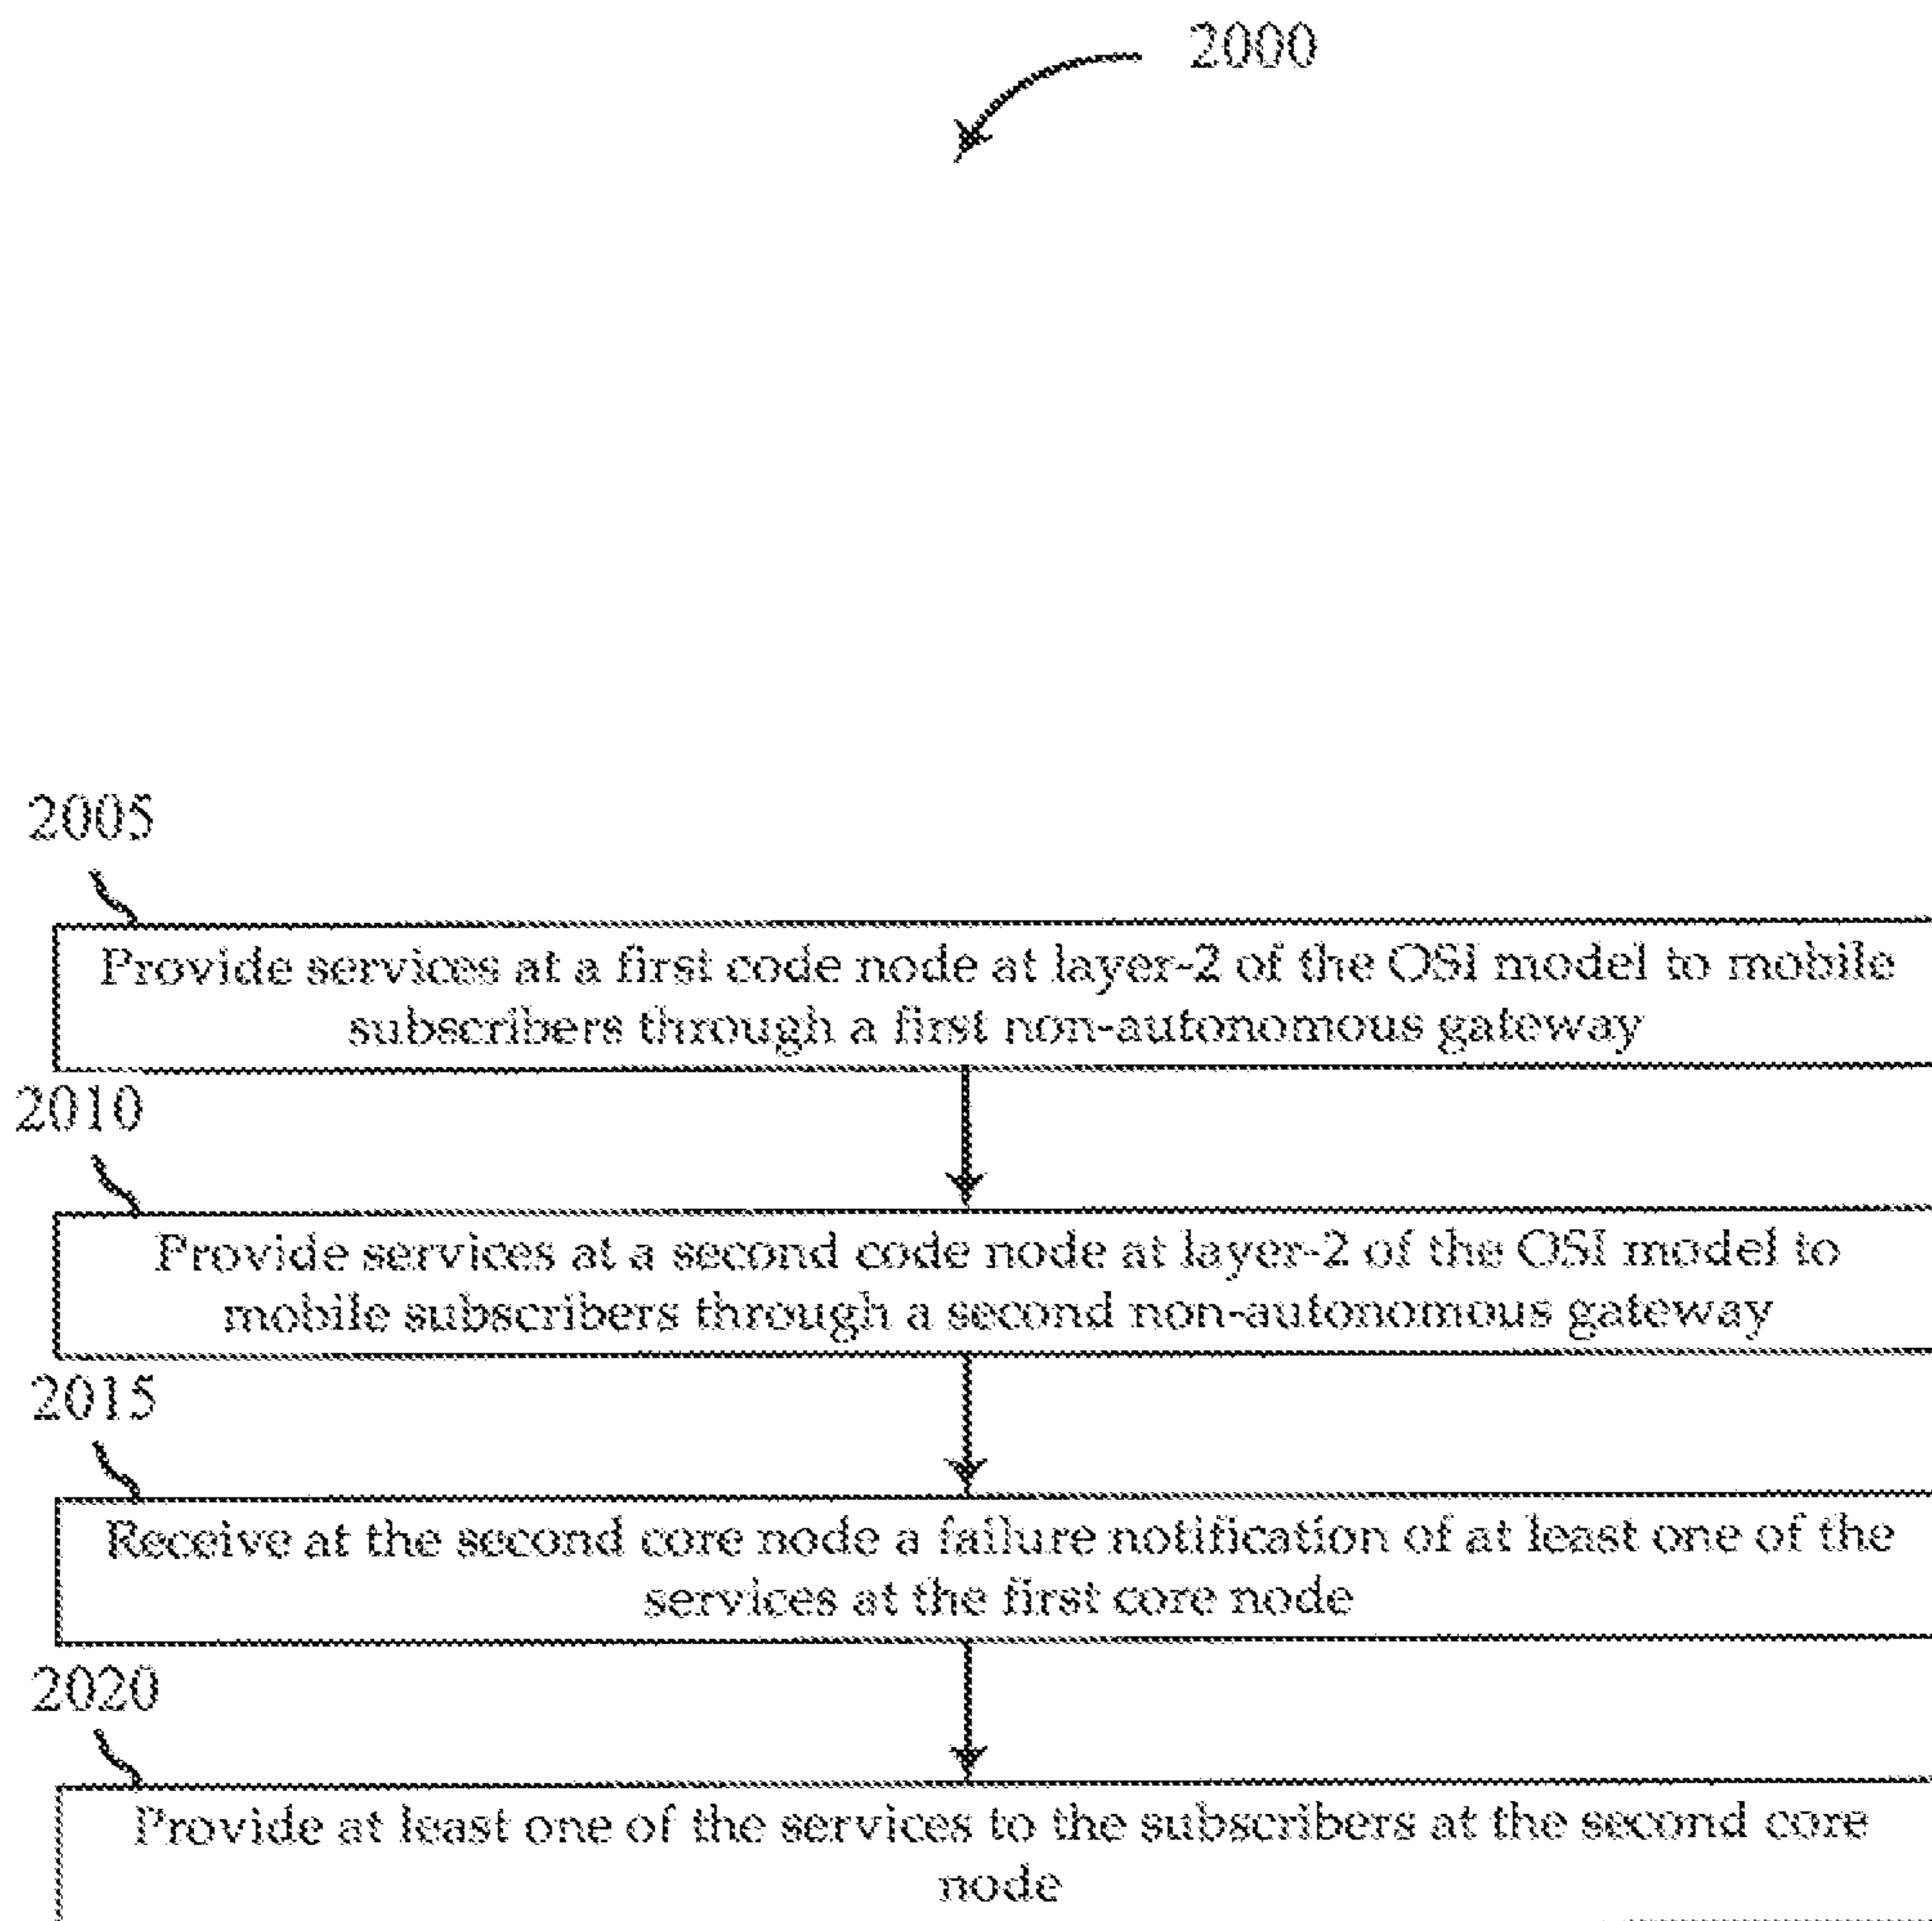 2000
2005
Provide services at a first code node at layer-2 of the OSI model to mobile
subscribers through a first non-autonomous gateway
2010
Provide services at a second code node at layer-2 of the OSI model to
mobile subscribers through a second non-autonomous gateway
2015
Receive at the second core node a failure notification of at least one of the
services at the first core node
2020
Provide at least one of the services to the subscribers at the second core
node